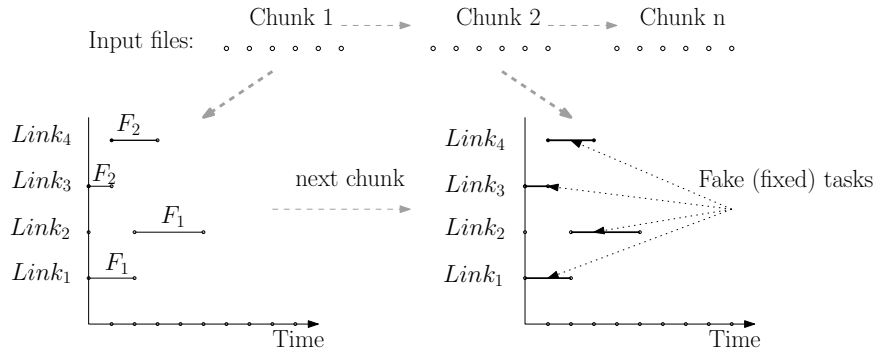 Chunk 1
Chunk 2
Chunk n
Input files:
Link4
F2
Link3
F2
Link2
F1
Link1
F1
Time
next chunk
Link4
Link3
Link2
Link1
Fake (fixed) tasks
Time